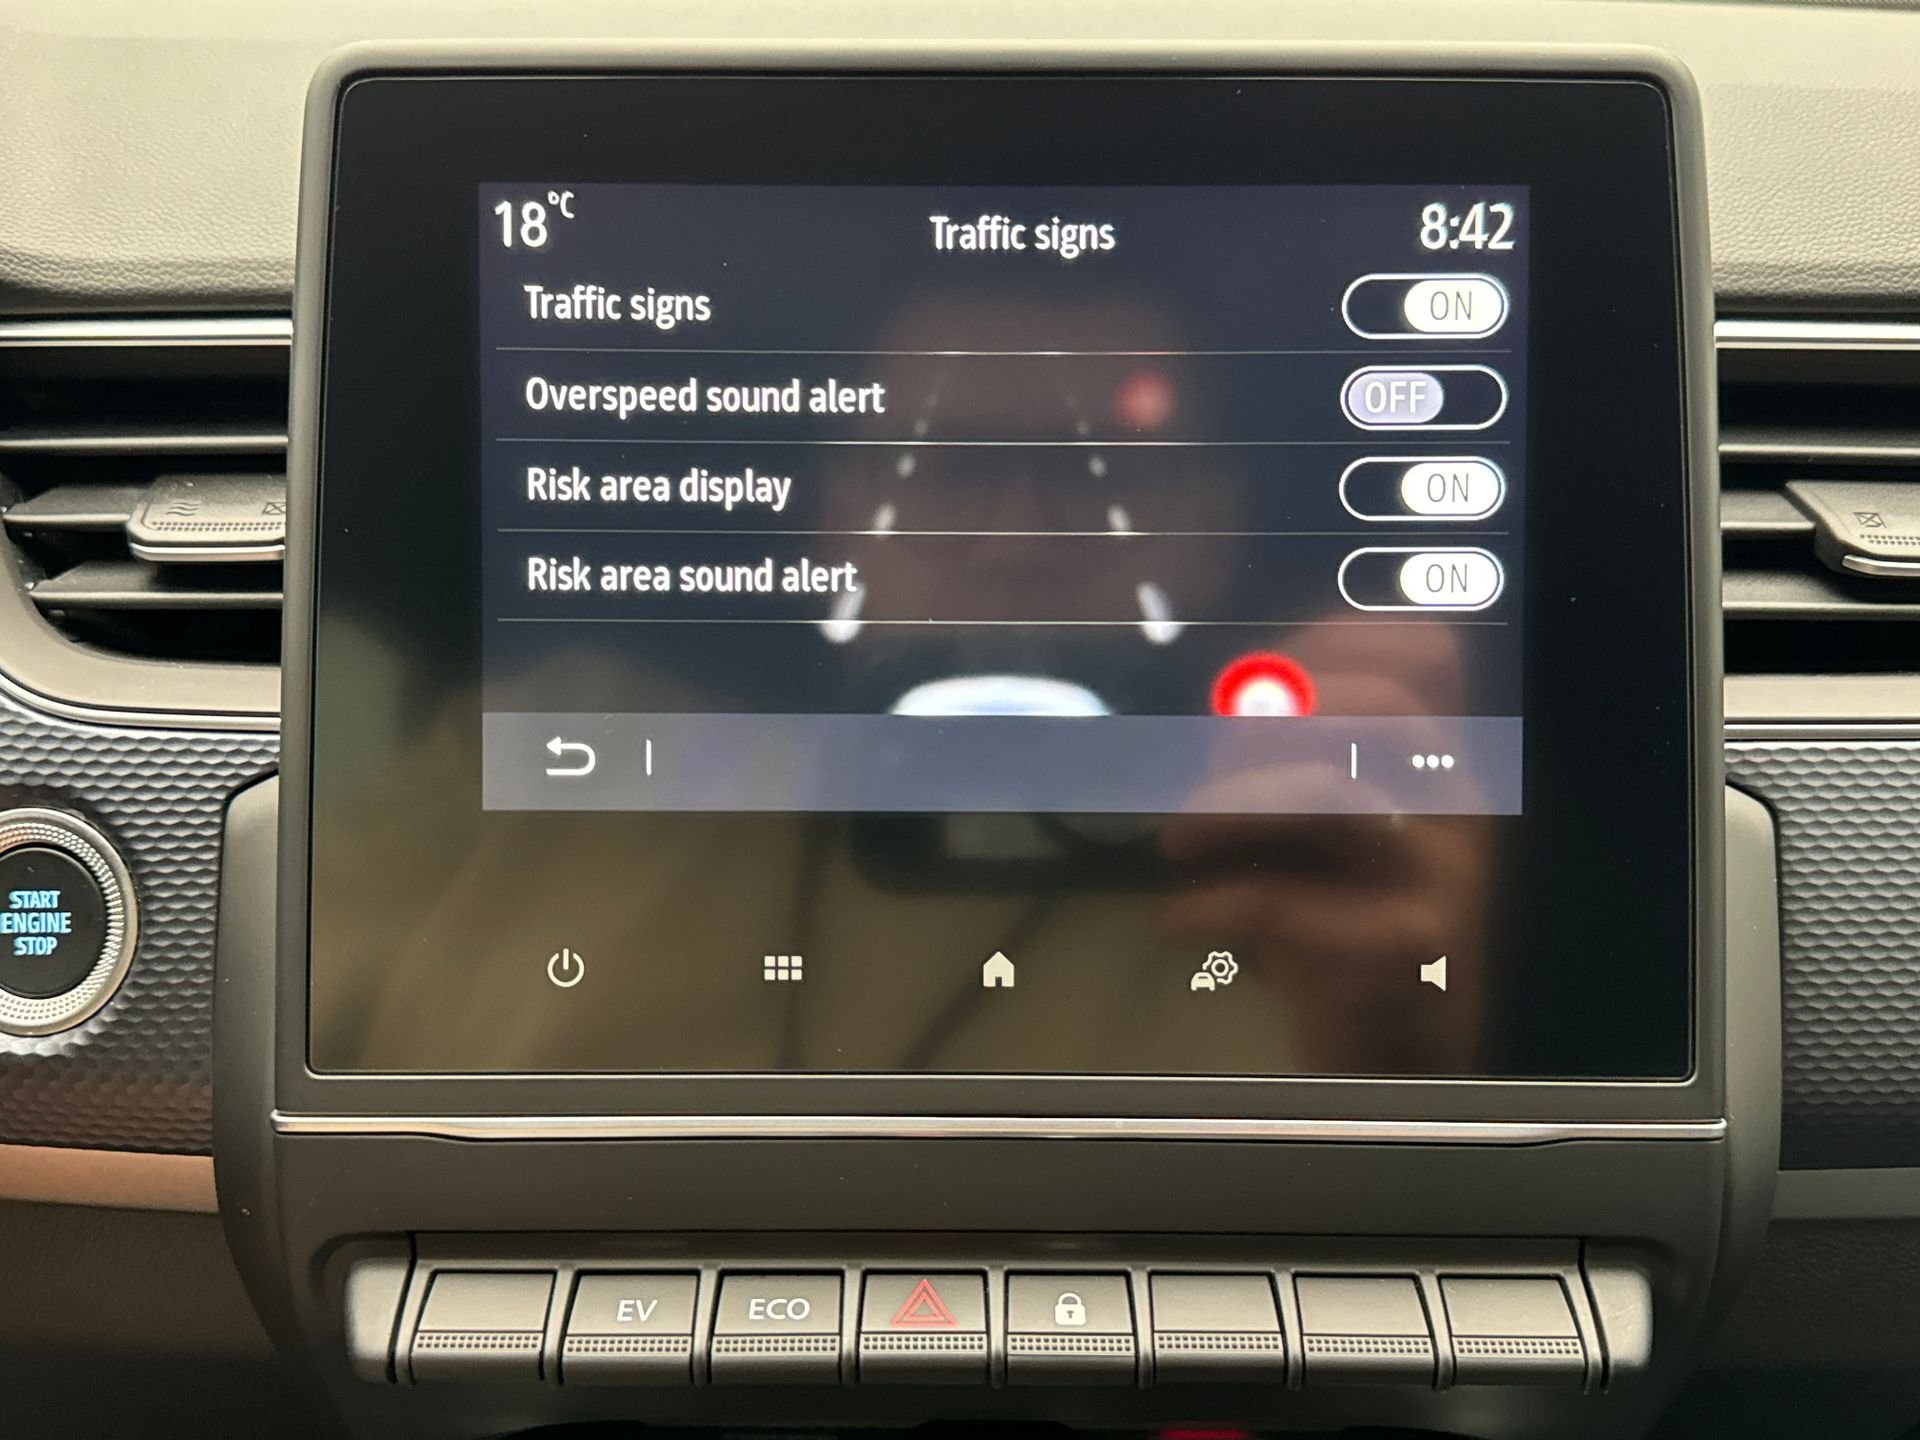 18°C
Traffic signs
8:42
Traffic signs
ON
Overspeed sound alert
OFF
Risk area display
ON
Risk area sound alert
ON
START
ENGINE
STOP
EV
ECO